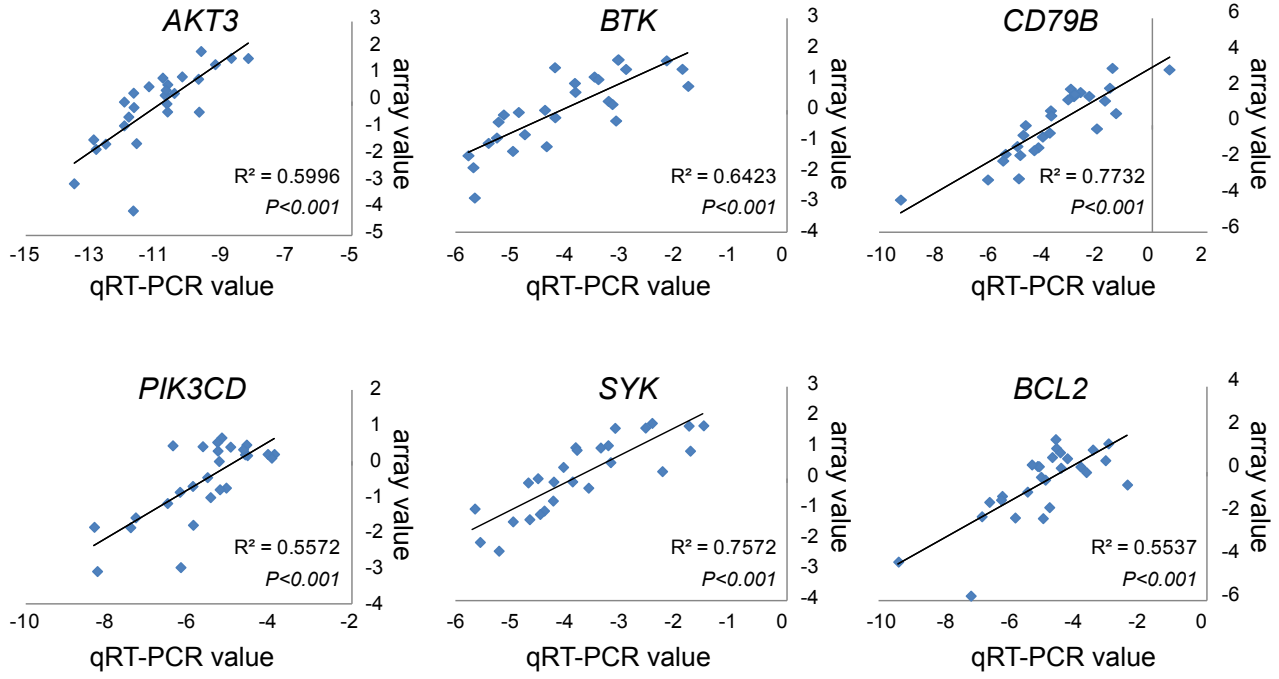 AKT3
3
2
1
0
-1
-2
-3
-4
-5
array value
R² = 0.5996
P<0.001
-15 -13 -11 -9 -7 -5
qRT-PCR value
BTK
3
2
1
0
-1
-2
-3
-4
array value
R² = 0.6423
P<0.001
-6 -5 -4 -3 -2 -1 0
qRT-PCR value
CD79B
6
4
2
0
-2
-4
-6
array value
R² = 0.7732
P<0.001
-10 -8 -6 -4 -2 0 2
qRT-PCR value
PIK3CD
2
1
0
-1
-2
-3
-4
array value
R² = 0.5572
P<0.001
-10 -8 -6 -4 -2
qRT-PCR value
SYK
3
2
1
0
-1
-2
-3
-4
array value
R² = 0.7572
P<0.001
-6 -5 -4 -3 -2 -1 0
qRT-PCR value
BCL2
4
2
0
-2
-4
-6
array value
R² = 0.5537
P<0.001
-10 -8 -6 -4 -2 0
qRT-PCR value